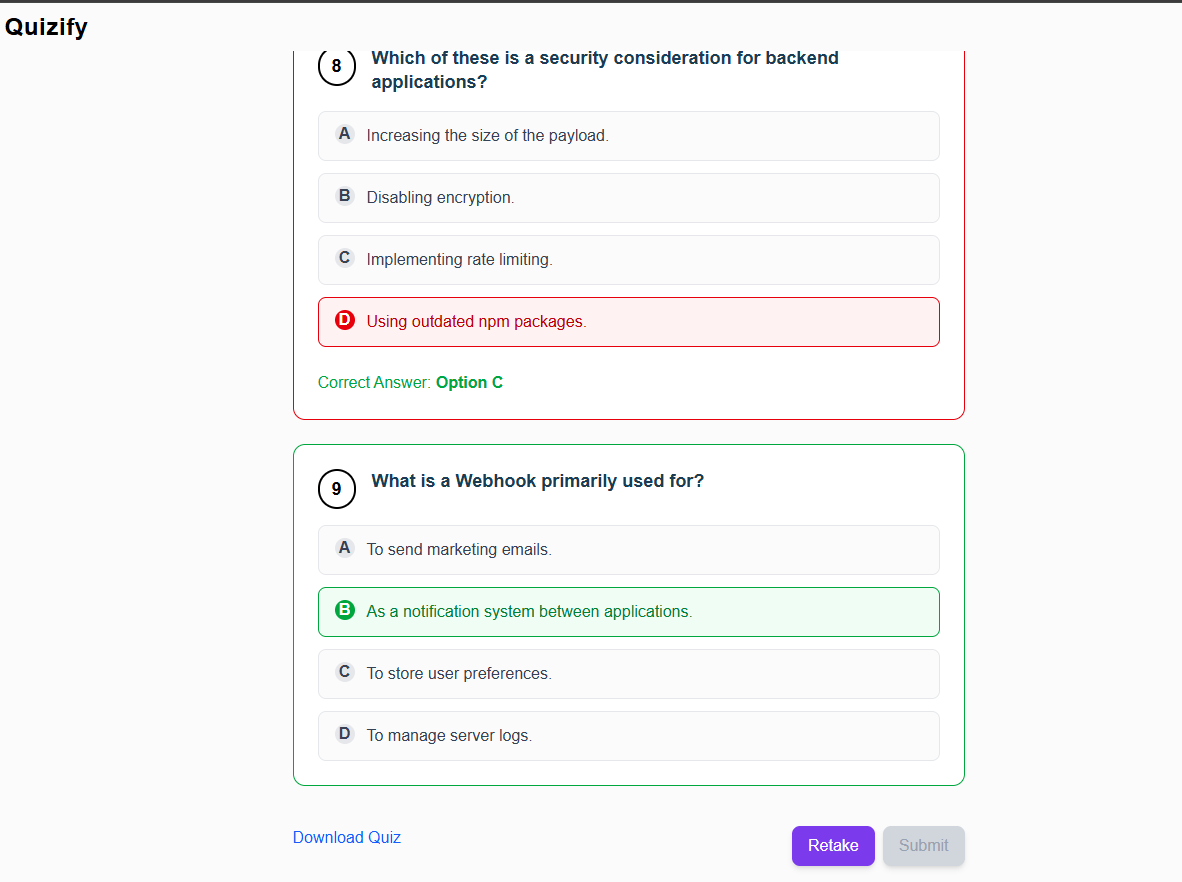 Quizify
8
Which of these is a security consideration for backend
applications?
A Increasing the size of the payload.
B Disabling encryption.
C Implementing rate limiting.
D Using outdated npm packages.
Correct Answer: Option C
9
What is a Webhook primarily used for?
A To send marketing emails.
B As a notification system between applications.
C To store user preferences.
D To manage server logs.
Download Quiz
Retake
Submit